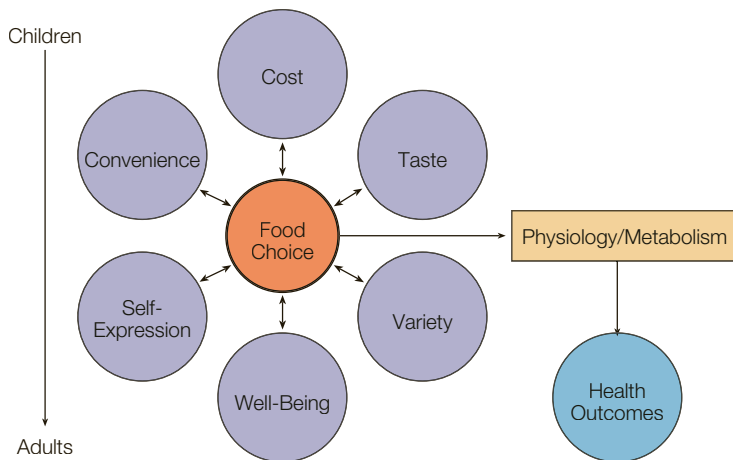 Children
Cost
Convenience
Taste
Food
Choice
Physiology/Metabolism
Self-
Expression
Variety
Well-Being
Health
Outcomes
Adults